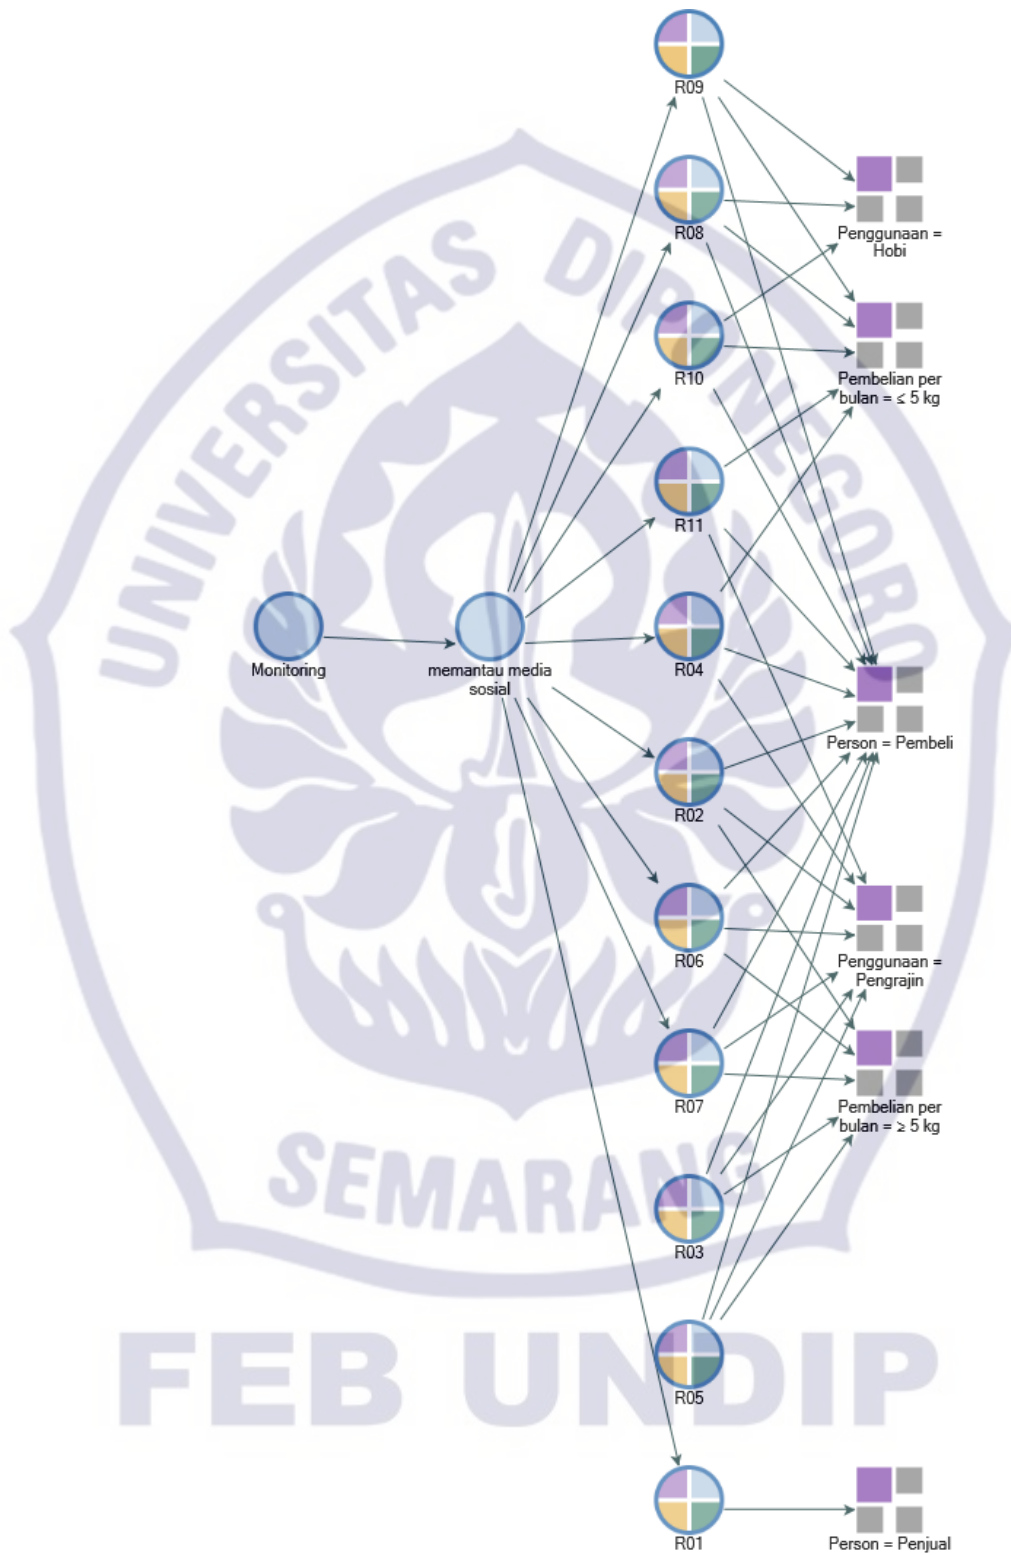 R09
Penggunaan =
Hobi
R08
Pembelian per
bulan = ≤ 5 kg
R10
R11
Monitoring
memantau media
sosial
R04
Person = Pembeli
R02
R06
Penggunaan =
Pengrajin
R07
Pembelian per
bulan = ≥ 5 kg
R03
R05
R01
Person = Penjual
UNIVERSITAS DIPONEGORO
SEMARANG
FEB UNDIP